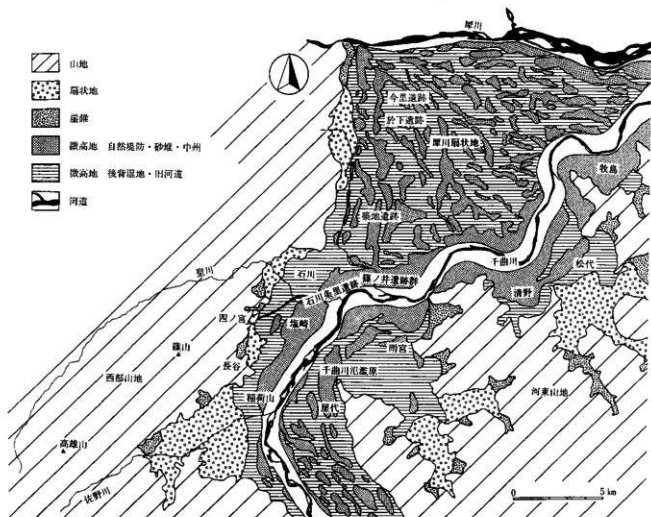 山地
扇状地
崖錐
微高地 自然堤防・砂堆・中州
微高地 後背湿地・旧河道
河道
犀川
今里遺跡
於下遺跡
犀川扇状地
築地遺跡
牧島
千曲川
松代
清野
聖川
石川
石川条里遺跡
篠ノ井遺跡群
四ノ宮
塩崎
篠山
長谷
西部山地
雨宮
千曲川氾濫原
稲荷山
屋代
河東山地
高雄山
佐野川
0 5 km